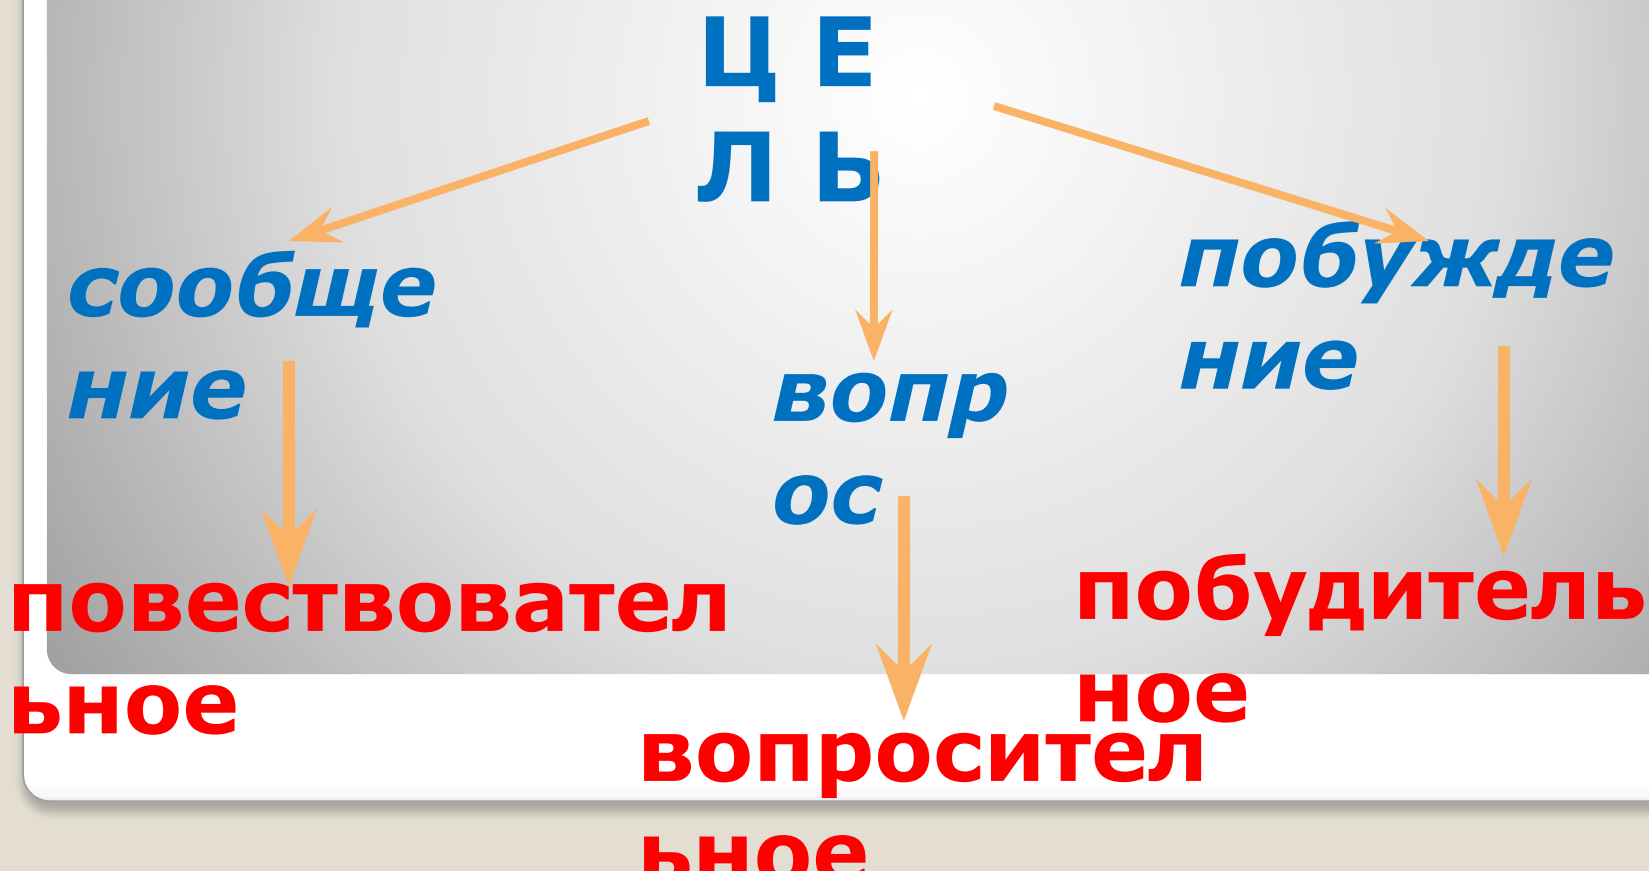 Ц Е
Л Ь
сообще
ние
вопр
ос
побужде
ние
повествовател
ьное
вопросител
ьное
побудитель
ное